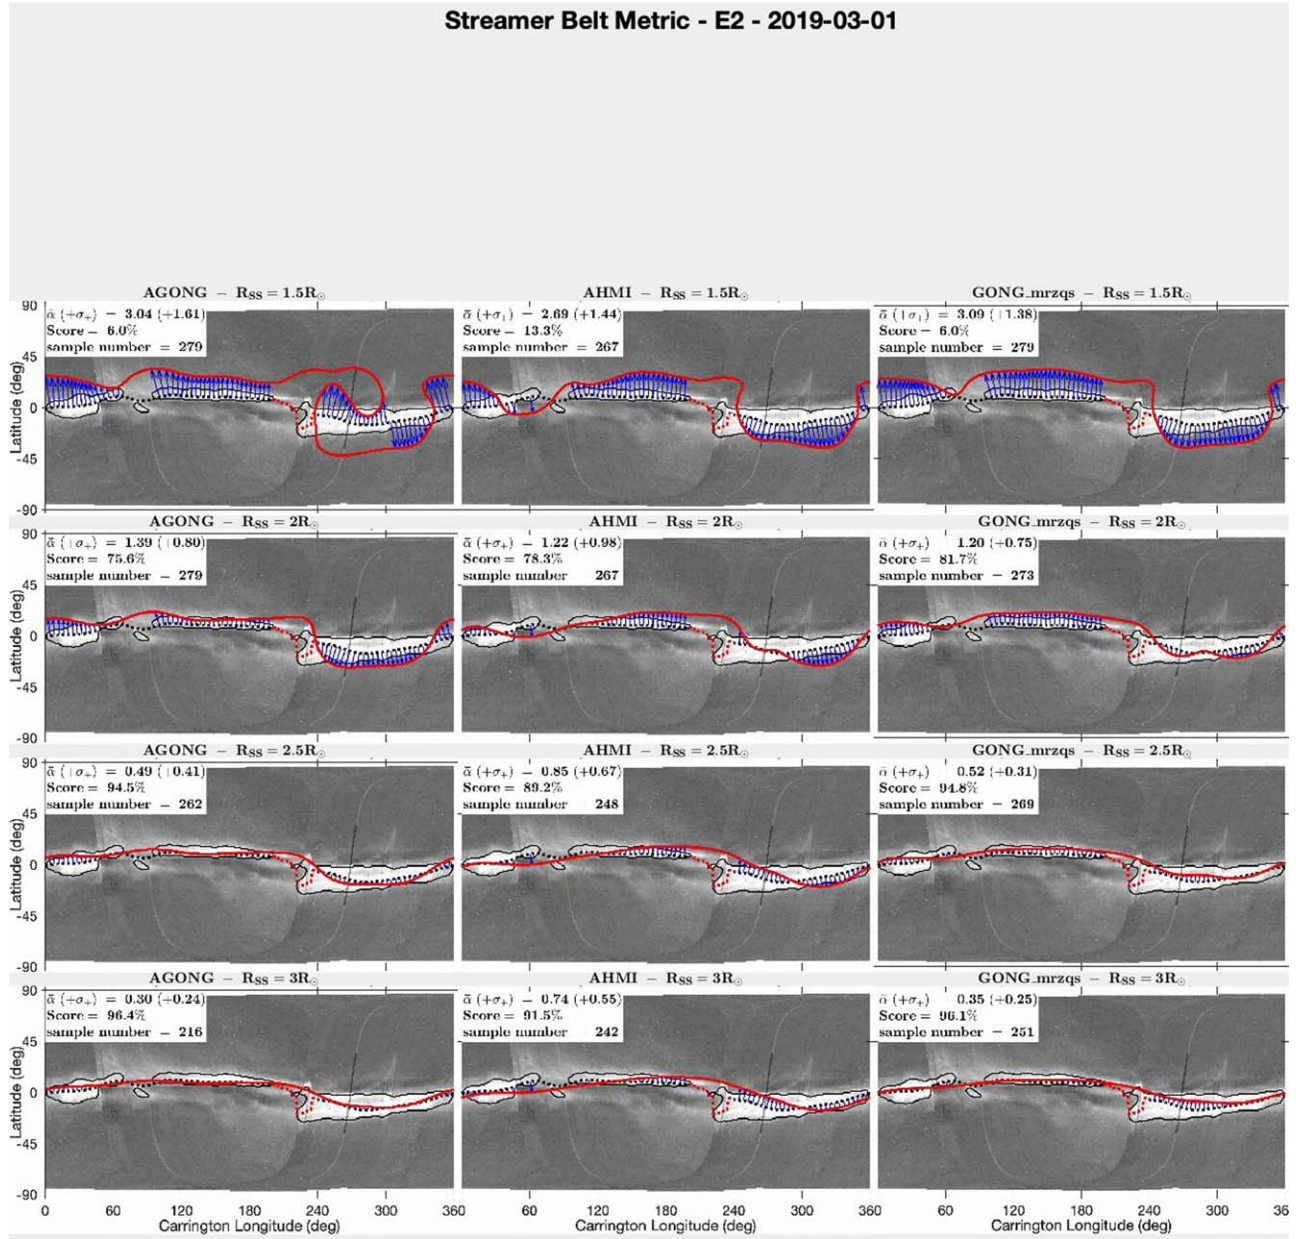 Streamer Belt Metric - E2 - 2019-03-01
AGONG − RSS = 1.5R⊙
AHMI − RSS = 1.5R⊙
GONG_mrzqs − RSS = 1.5R⊙
ᾱ (+σ+) − 3.04 (+1.61)
Score − 6.0%
sample number = 279
ᾱ (+σ+) − 2.69 (+1.44)
Score − 13.3%
sample number = 267
ᾱ (+σ+) = 3.09 (+1.38)
Score − 6.0%
sample number = 279
90
45
0
-45
-90
Latitude (deg)
AGONG − RSS = 2R⊙
AHMI − RSS = 2R⊙
GONG_mrzqs − RSS = 2R⊙
ᾱ (+σ+) = 1.39 (+0.80)
Score = 75.6%
sample number − 279
ᾱ (+σ+) − 1.22 (+0.98)
Score = 78.3%
sample number 267
ᾱ (+σ+) 1.20 (+0.75)
Score = 81.7%
sample number − 273
90
45
0
-45
-90
Latitude (deg)
AGONG − RSS = 2.5R⊙
AHMI − RSS = 2.5R⊙
GONG_mrzqs − RSS = 2.5R⊙
ᾱ (+σ+) = 0.49 (+0.41)
Score = 94.5%
sample number − 262
ᾱ (+σ+) − 0.85 (+0.67)
Score = 89.2%
sample number 248
ᾱ (+σ+) 0.52 (+0.31)
Score = 94.8%
sample number − 269
90
45
0
-45
-90
Latitude (deg)
AGONG − RSS = 3R⊙
AHMI − RSS = 3R⊙
GONG_mrzqs − RSS = 3R⊙
ᾱ (+σ+) = 0.30 (+0.24)
Score = 96.4%
sample number − 216
ᾱ (+σ+) − 0.74 (+0.55)
Score = 91.5%
sample number 242
ᾱ (+σ+) 0.35 (+0.25)
Score = 96.1%
sample number − 251
90
45
0
-45
-90
Latitude (deg)
0 60 120 180 240 300 360
60 120 180 240 300 360
60 120 180 240 300 36
Carrington Longitude (deg)
Carrington Longitude (deg)
Carrington Longitude (deg)